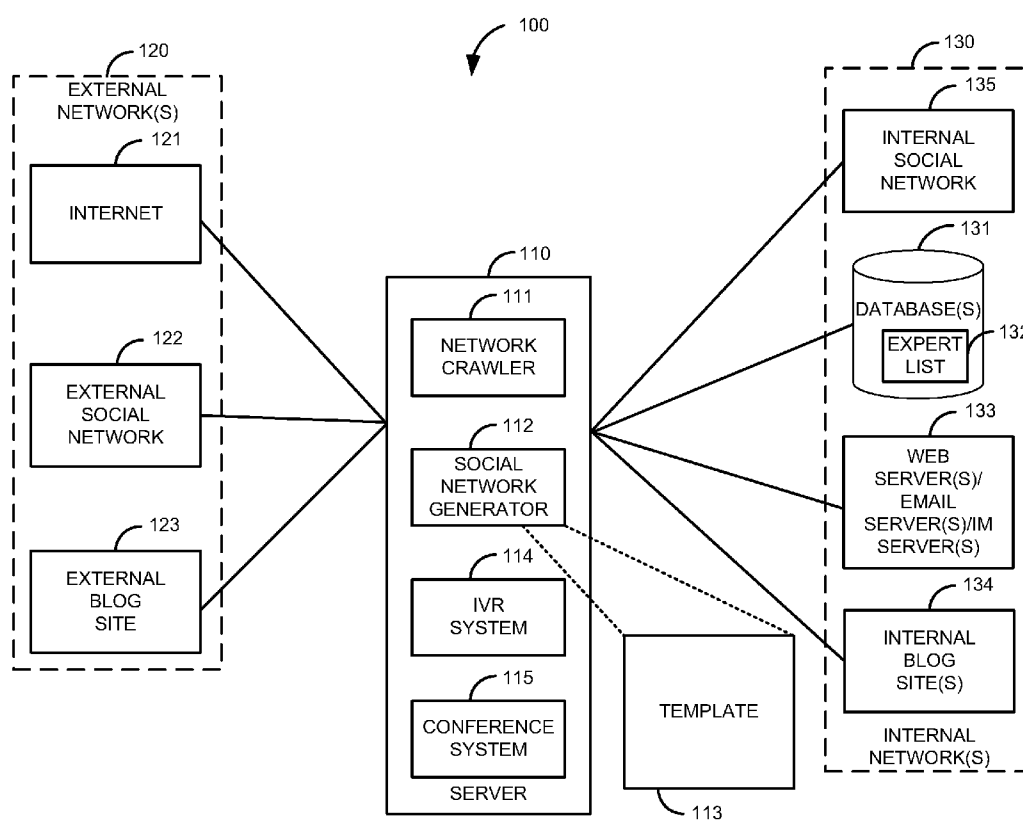 100
120
EXTERNAL
NETWORK(S)
121
INTERNET
122
EXTERNAL
SOCIAL
NETWORK
123
EXTERNAL
BLOG
SITE
110
111
NETWORK
CRAWLER
112
SOCIAL
NETWORK
GENERATOR
114
IVR
SYSTEM
115
CONFERENCE
SYSTEM
SERVER
TEMPLATE
113
130
135
INTERNAL
SOCIAL
NETWORK
131
DATABASE(S)
132
EXPERT
LIST
133
WEB
SERVER(S)/
EMAIL
SERVER(S)/IM
SERVER(S)
134
INTERNAL
BLOG
SITE(S)
INTERNAL
NETWORK(S)